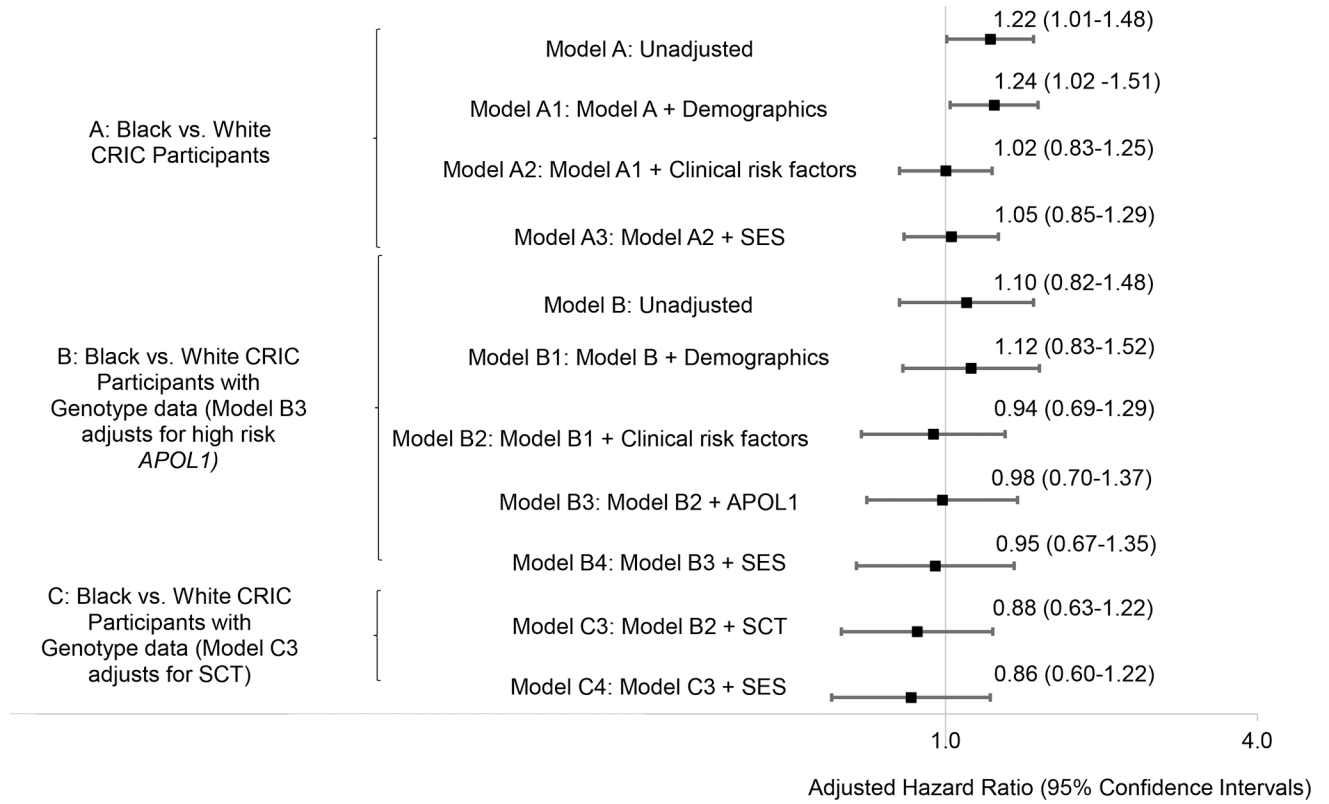 1.22 (1.01-1.48)
Model A: Unadjusted
1.24 (1.02 -1.51)
Model A1: Model A + Demographics
A: Black vs. White
CRIC Participants
1.02 (0.83-1.25)
Model A2: Model A1 + Clinical risk factors
1.05 (0.85-1.29)
Model A3: Model A2 + SES
1.10 (0.82-1.48)
Model B: Unadjusted
1.12 (0.83-1.52)
Model B1: Model B + Demographics
B: Black vs. White CRIC
Participants with
Genotype data (Model B3
adjusts for high risk
APOL1)
0.94 (0.69-1.29)
Model B2: Model B1 + Clinical risk factors
0.98 (0.70-1.37)
Model B3: Model B2 + APOL1
0.95 (0.67-1.35)
Model B4: Model B3 + SES
C: Black vs. White CRIC
Participants with
Genotype data (Model C3
adjusts for SCT)
0.88 (0.63-1.22)
Model C3: Model B2 + SCT
0.86 (0.60-1.22)
Model C4: Model C3 + SES
1.0
4.0
Adjusted Hazard Ratio (95% Confidence Intervals)